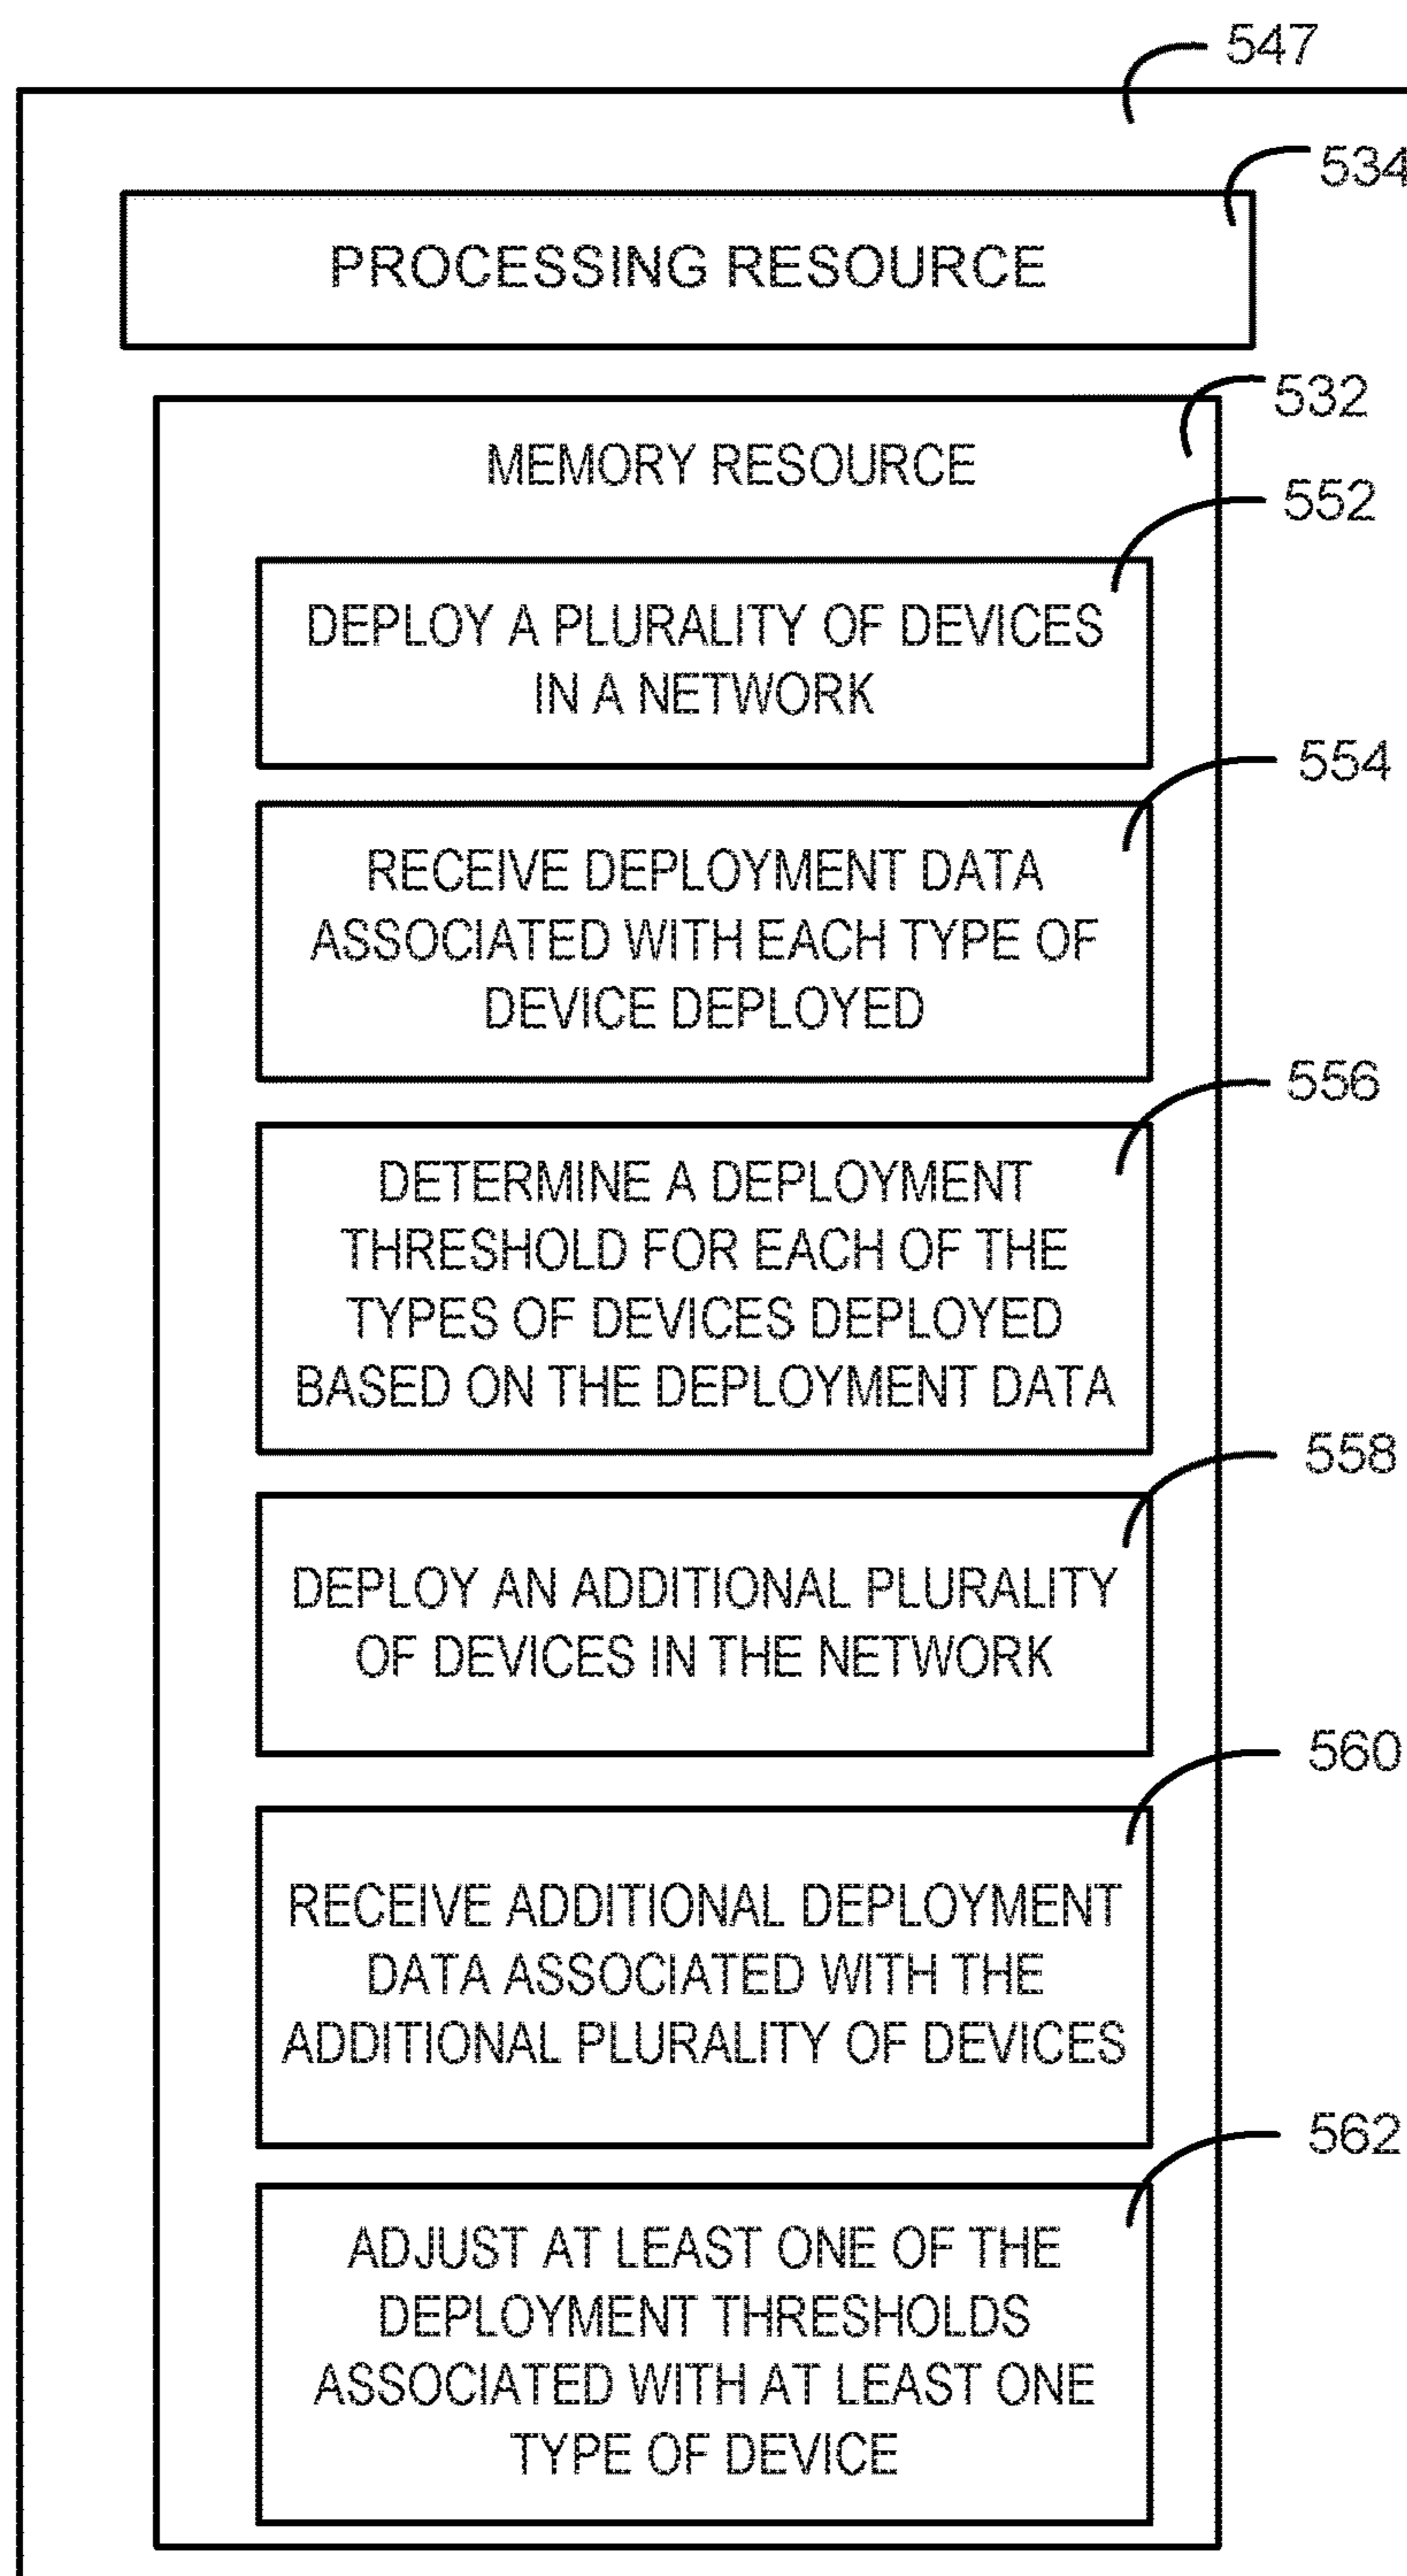 547
534
PROCESSING RESOURCE
532
MEMORY RESOURCE
552
DEPLOY A PLURALITY OF DEVICES
IN A NETWORK
554
RECEIVE DEPLOYMENT DATA
ASSOCIATED WITH EACH TYPE OF
DEVICE DEPLOYED
556
DETERMINE A DEPLOYMENT
THRESHOLD FOR EACH OF THE
TYPES OF DEVICES DEPLOYED
BASED ON THE DEPLOYMENT DATA
558
DEPLOY AN ADDITIONAL PLURALITY
OF DEVICES IN THE NETWORK
560
RECEIVE ADDITIONAL DEPLOYMENT
DATA ASSOCIATED WITH THE
ADDITIONAL PLURALITY OF DEVICES
562
ADJUST AT LEAST ONE OF THE
DEPLOYMENT THRESHOLDS
ASSOCIATED WITH AT LEAST ONE
TYPE OF DEVICE